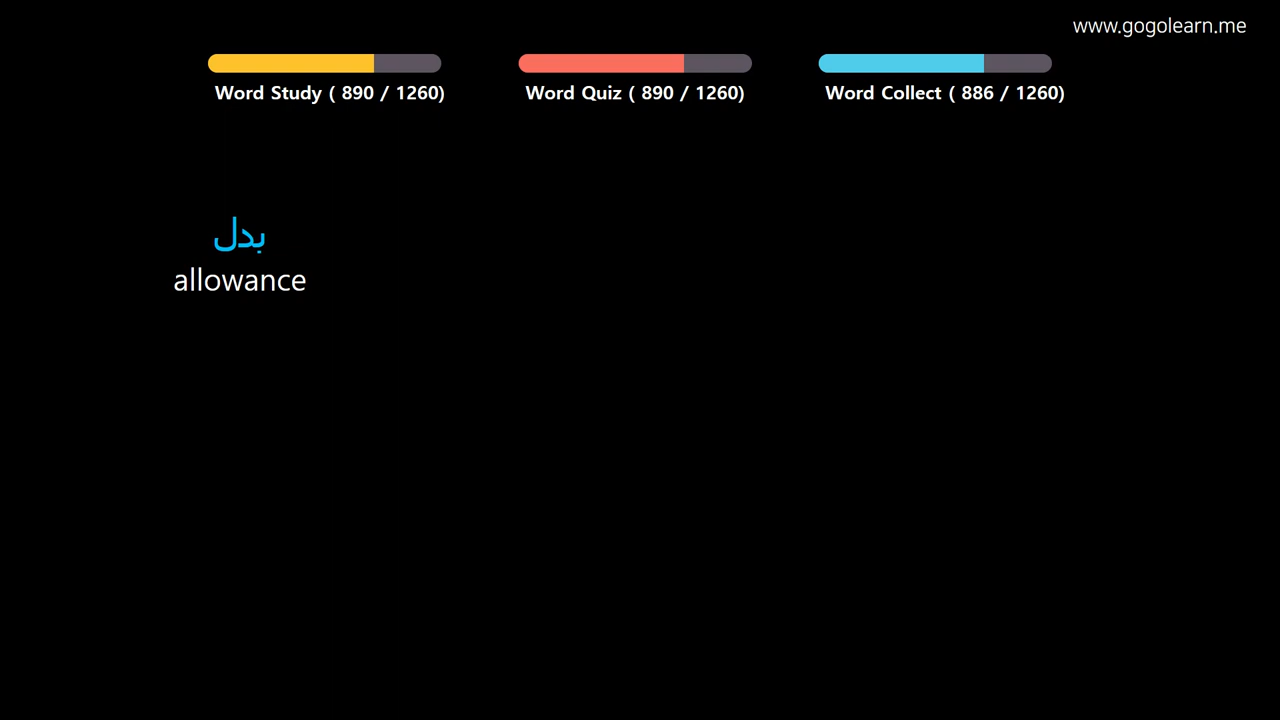 www.gogolearn.me
Word Study ( 890 / 1260)
Word Quiz ( 890 / 1260)
Word Collect ( 886 / 1260)
بدل
allowance